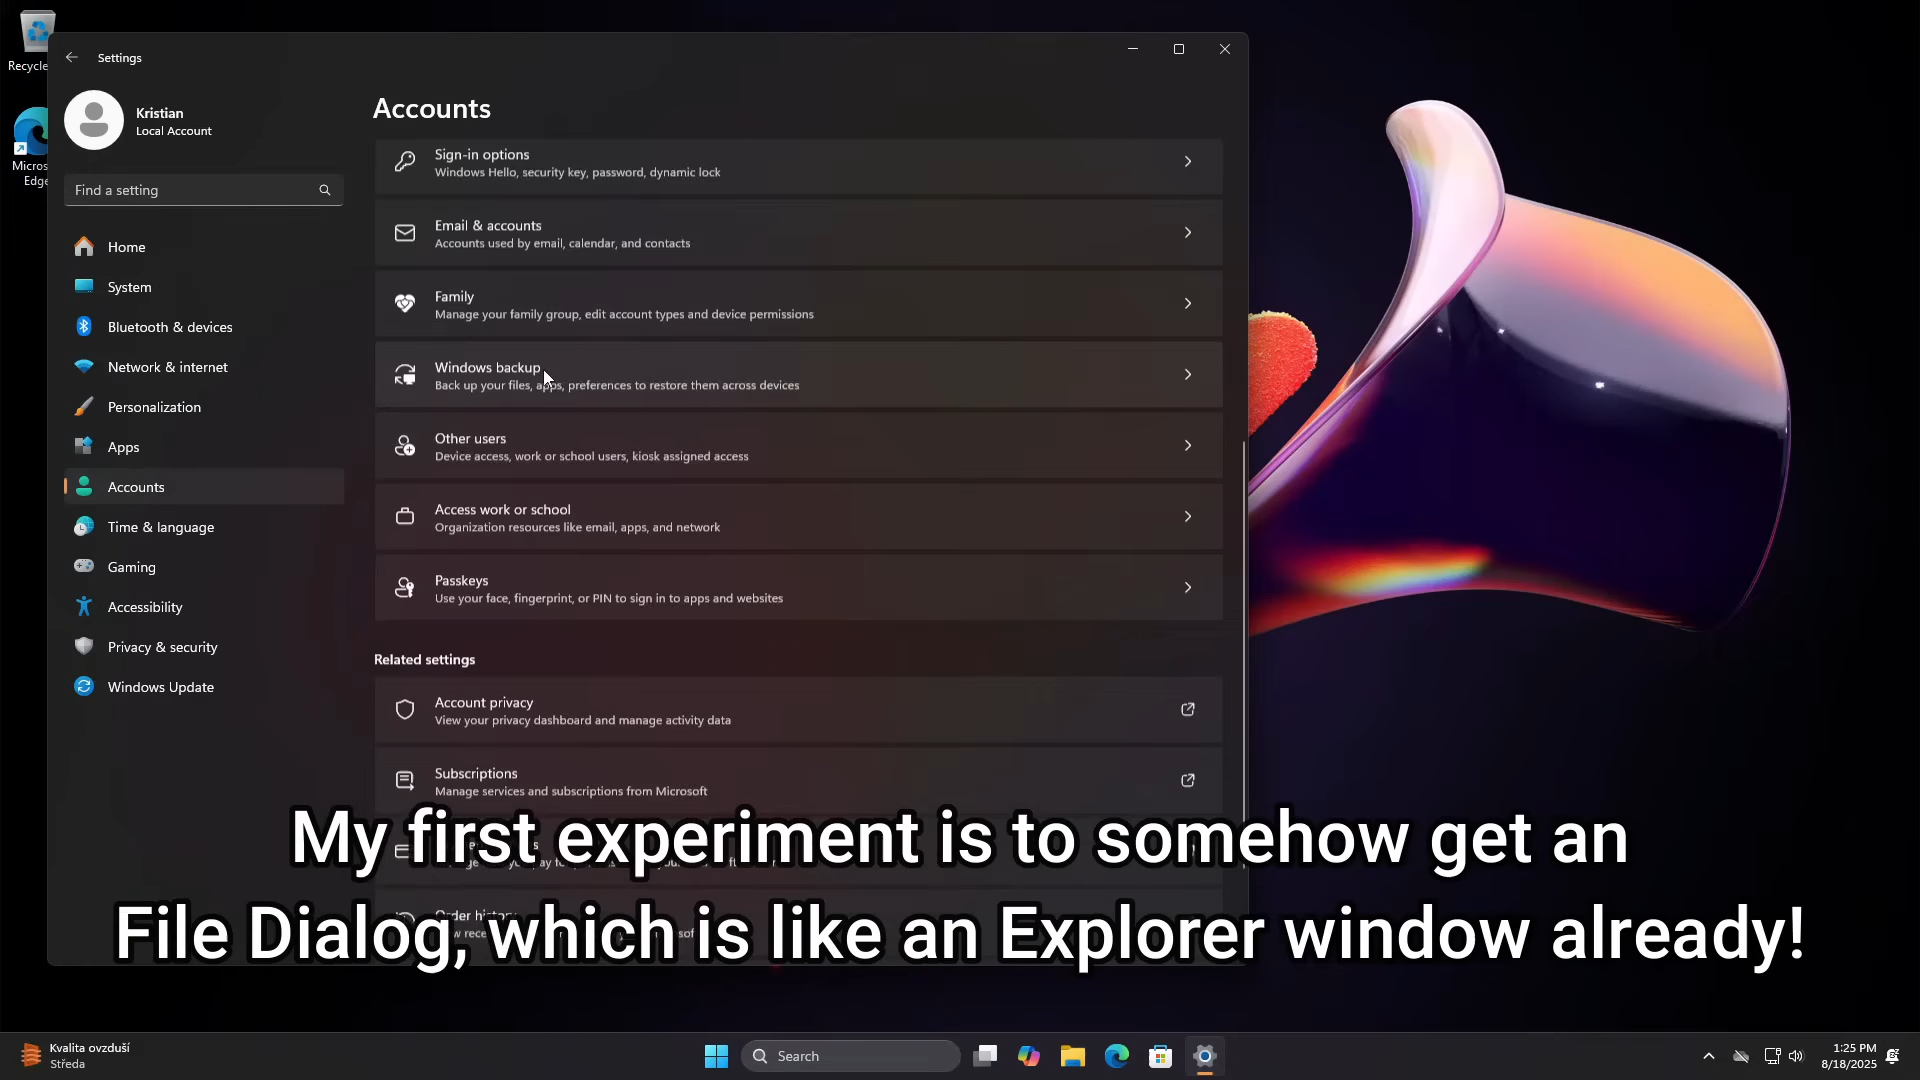 Recycle
Micros
Edge
Settings
Kristian
Local Account
Find a setting
Home
System
Bluetooth & devices
Network & internet
Personalization
Apps
Accounts
Time & language
Gaming
Accessibility
Privacy & security
Windows Update
Accounts
Sign-in options
Windows Hello, security key, password, dynamic lock
Email & accounts
Accounts used by email, calendar, and contacts
Family
Manage your family group, edit account types and device permissions
Windows backup
Back up your files, apps, preferences to restore them across devices
Other users
Device access, work or school users, kiosk assigned access
Access work or school
Organization resources like email, apps, and network
Passkeys
Use your face, fingerprint, or PIN to sign in to apps and websites
Related settings
Account privacy
View your privacy dashboard and manage activity data
Subscriptions
Manage services and subscriptions from Microsoft
Order history
My first experiment is to somehow get an
File Dialog, which is like an Explorer window already!
Kvalita ovzduší
Středa
Search
1:25 PM
8/18/2025